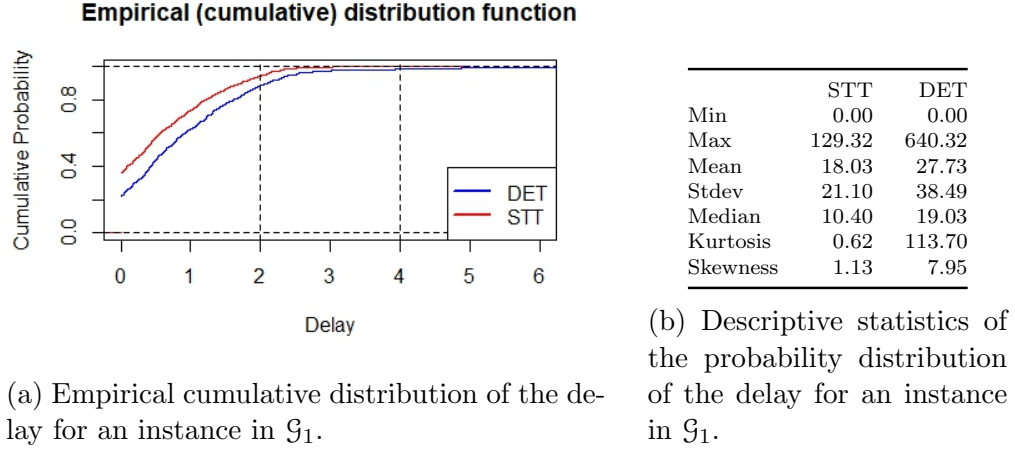 Empirical (cumulative) distribution function
Cumulative Probability
0.8
0.4
0.0
DET
STT
0 1 2 3 4 5 6
Delay
(a) Empirical cumulative distribution of the de-
lay for an instance in 𝒢₁.
STT DET
Min 0.00 0.00
Max 129.32 640.32
Mean 18.03 27.73
Stdev 21.10 38.49
Median 10.40 19.03
Kurtosis 0.62 113.70
Skewness 1.13 7.95
(b) Descriptive statistics of
the probability distribution
of the delay for an instance
in 𝒢₁.